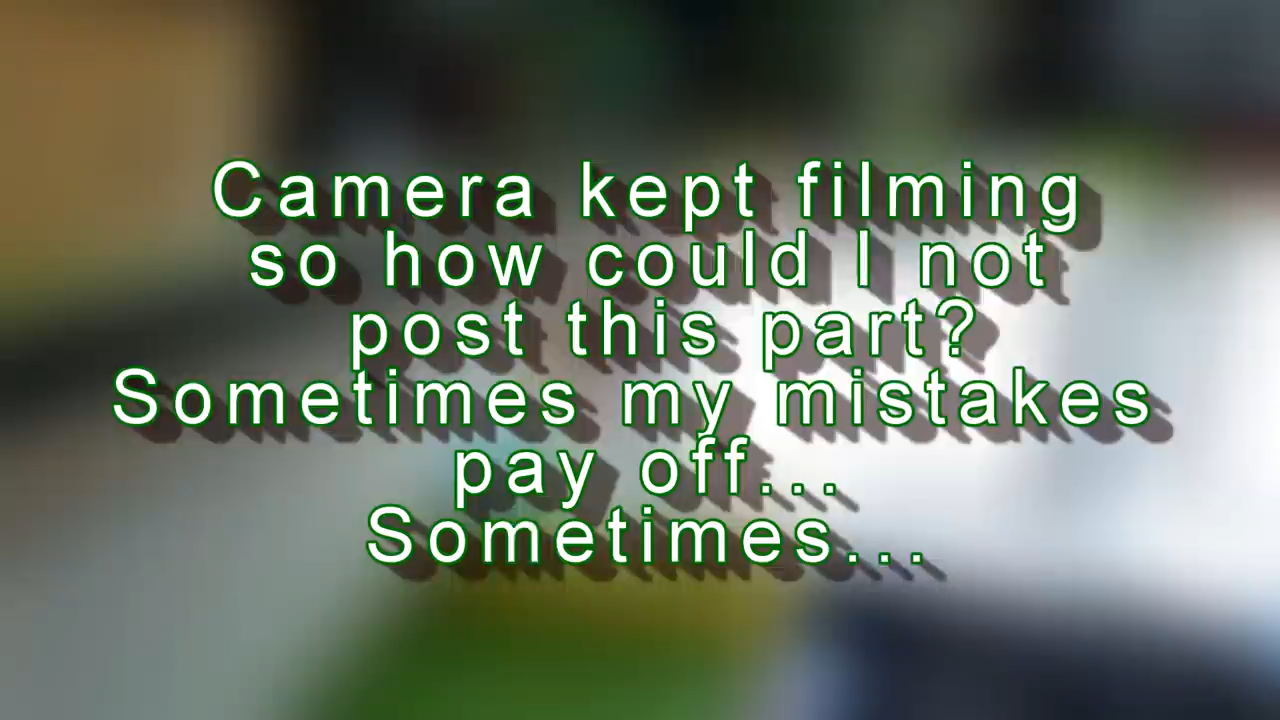 Camera kept filming
so how could I not
post this part?
Sometimes my mistakes
pay off...
Sometimes...